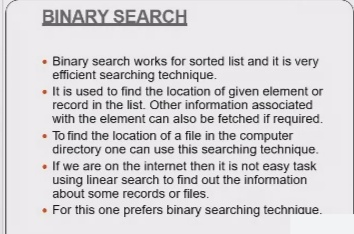 BINARY SEARCH
• Binary search works for sorted list and it is very
efficient searching technique.
• It is used to find the location of given element or
record in the list. Other information associated
with the element can also be fetched if required.
• To find the location of a file in the computer
directory one can use this searching technique.
• If we are on the internet then it is not easy task
using linear search to find out the information
about some records or files.
• For this one prefers binary searching technique.